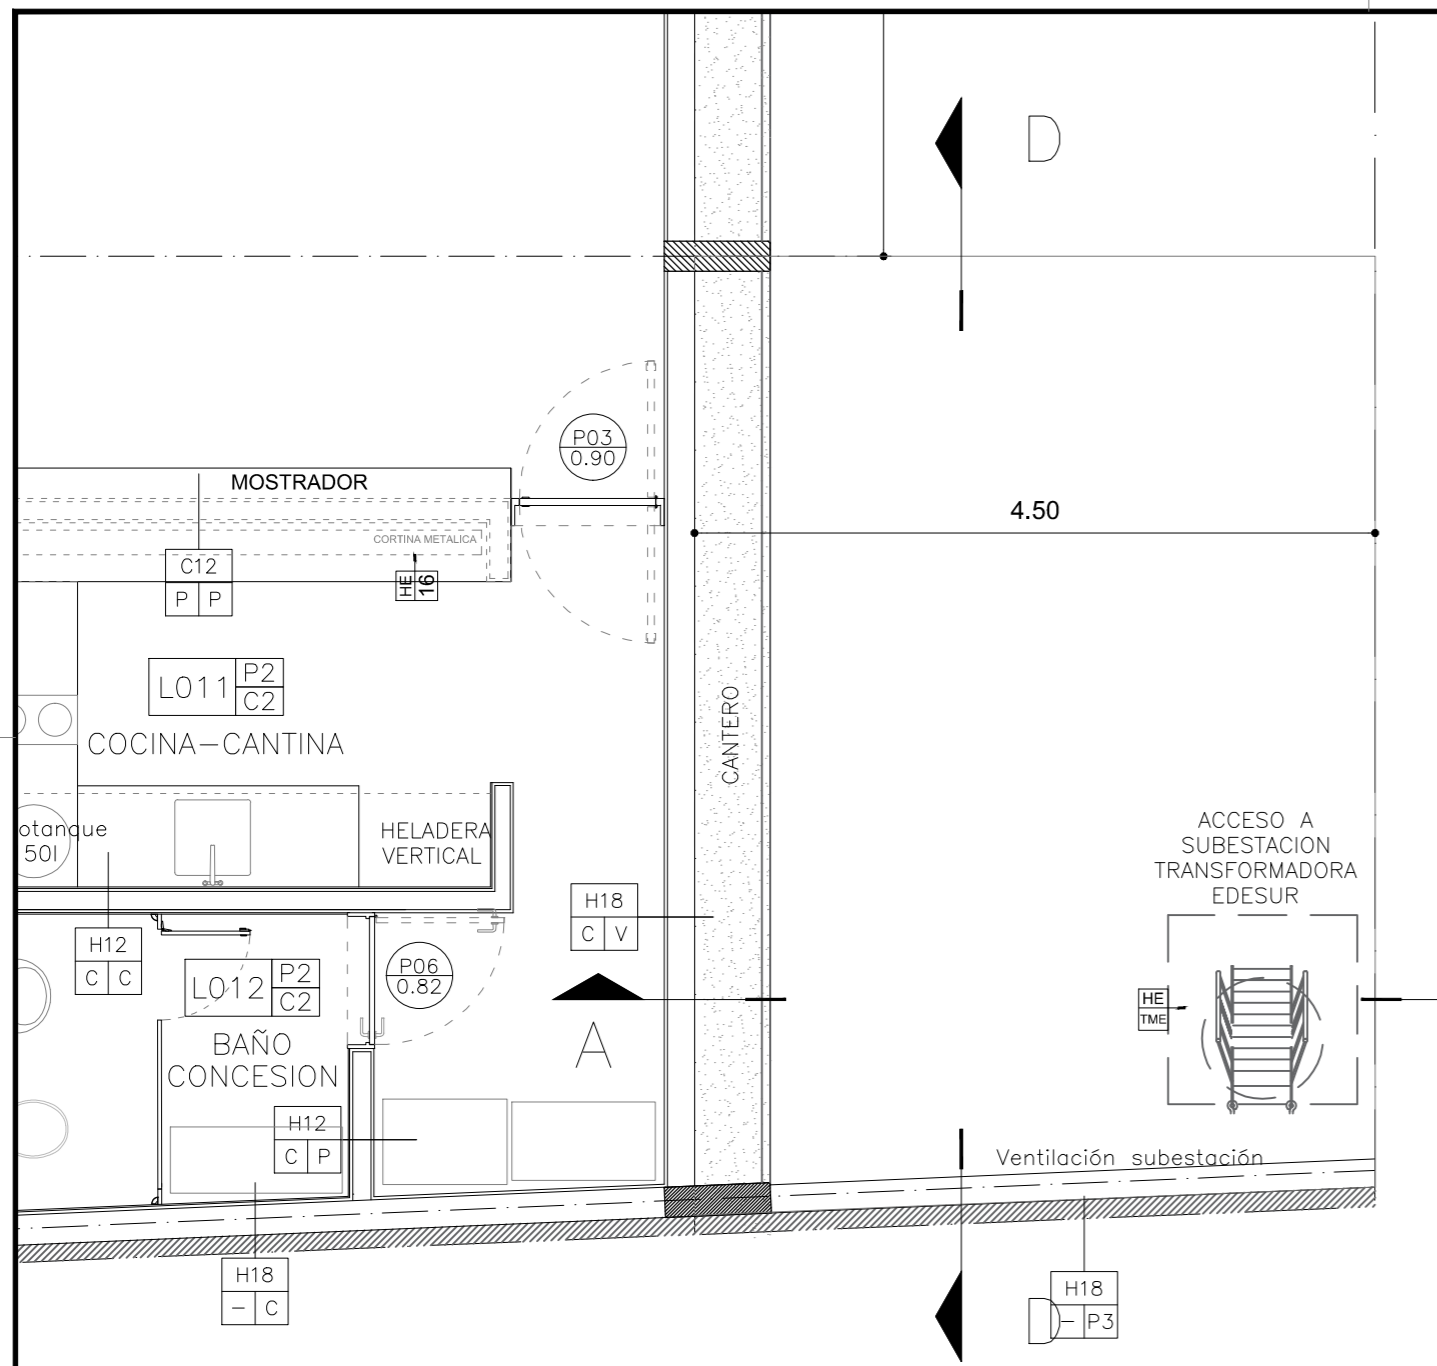 D
P03
0.90
MOSTRADOR
4.50
CORTINA METALICA
C12
P P
HE
16
L011 P2
C2
COCINA-CANTINA
CANTERO
otanque
50l
HELADERA
VERTICAL
ACCESO A
SUBESTACION
TRANSFORMADORA
EDESUR
H18
C V
H12
C C
P06
0.82
L012 P2
C2
HE
TME
BAÑO
CONCESION
A
H12
C P
Ventilación subestación
H18
- C
H18
- P3
D